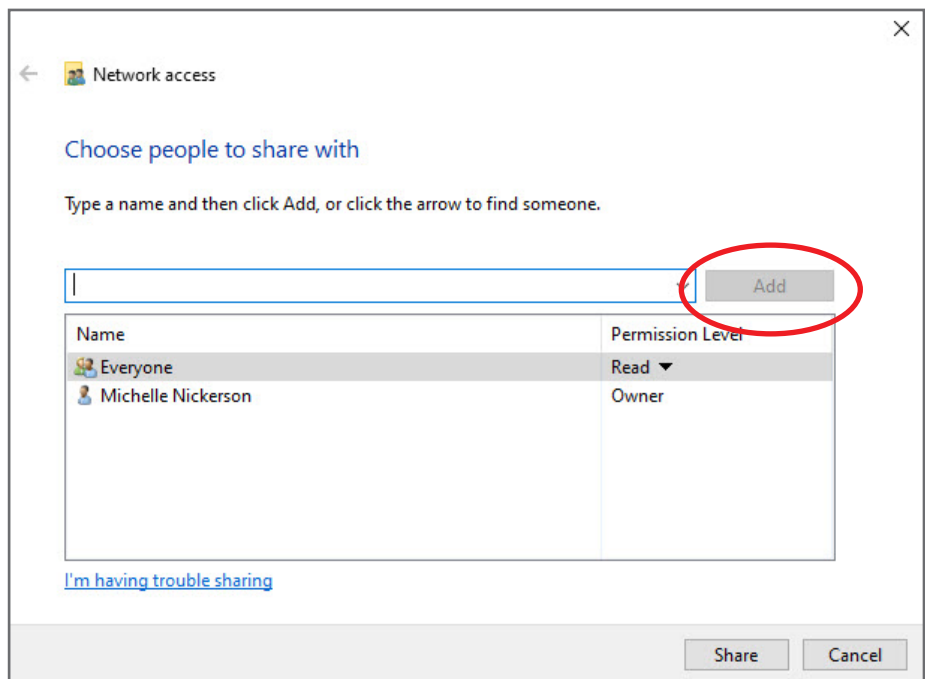 Network access
Choose people to share with
Type a name and then click Add, or click the arrow to find someone.
Add
Name Permission Level
Everyone Read
Michelle Nickerson Owner
I'm having trouble sharing
Share Cancel